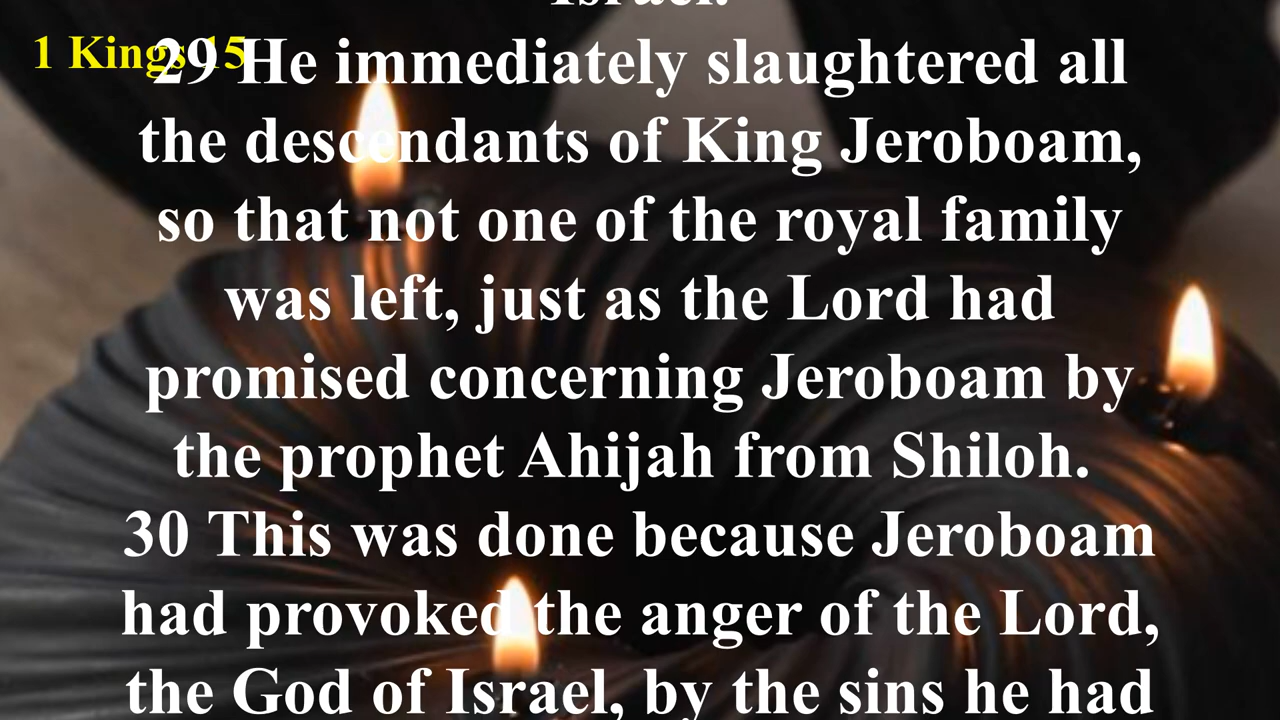 Israel.
1 Kings 15
29 He immediately slaughtered all
the descendants of King Jeroboam,
so that not one of the royal family
was left, just as the Lord had
promised concerning Jeroboam by
the prophet Ahijah from Shiloh.
30 This was done because Jeroboam
had provoked the anger of the Lord,
the God of Israel, by the sins he had